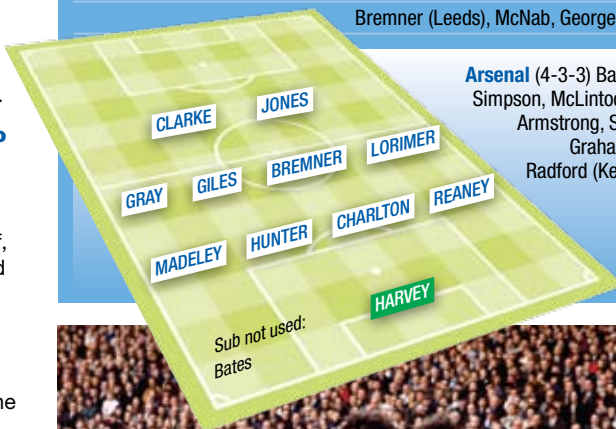 Bremner (Leeds), McNab, George
Arsenal (4-3-3) Ba
Simpson, McLintoc
Armstrong, S
Graha
Radford (Ke
CLARKE
JONES
GRAY
GILES
BREMNER
LORIMER
MADELEY
HUNTER
CHARLTON
REANEY
HARVEY
Sub not used:
Bates